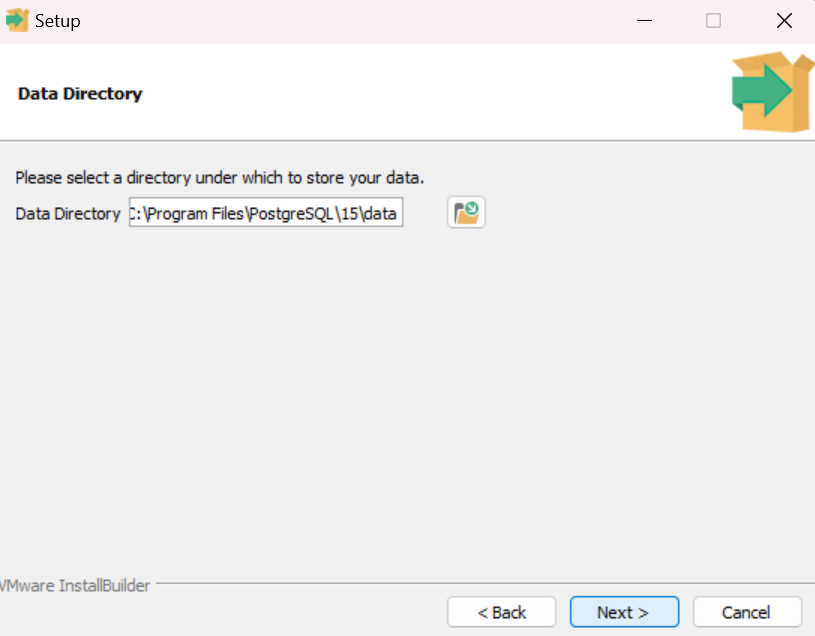 Setup
Data Directory
Please select a directory under which to store your data.
Data Directory C:\Program Files\PostgreSQL\15\data
VMware InstallBuilder
< Back Next > Cancel